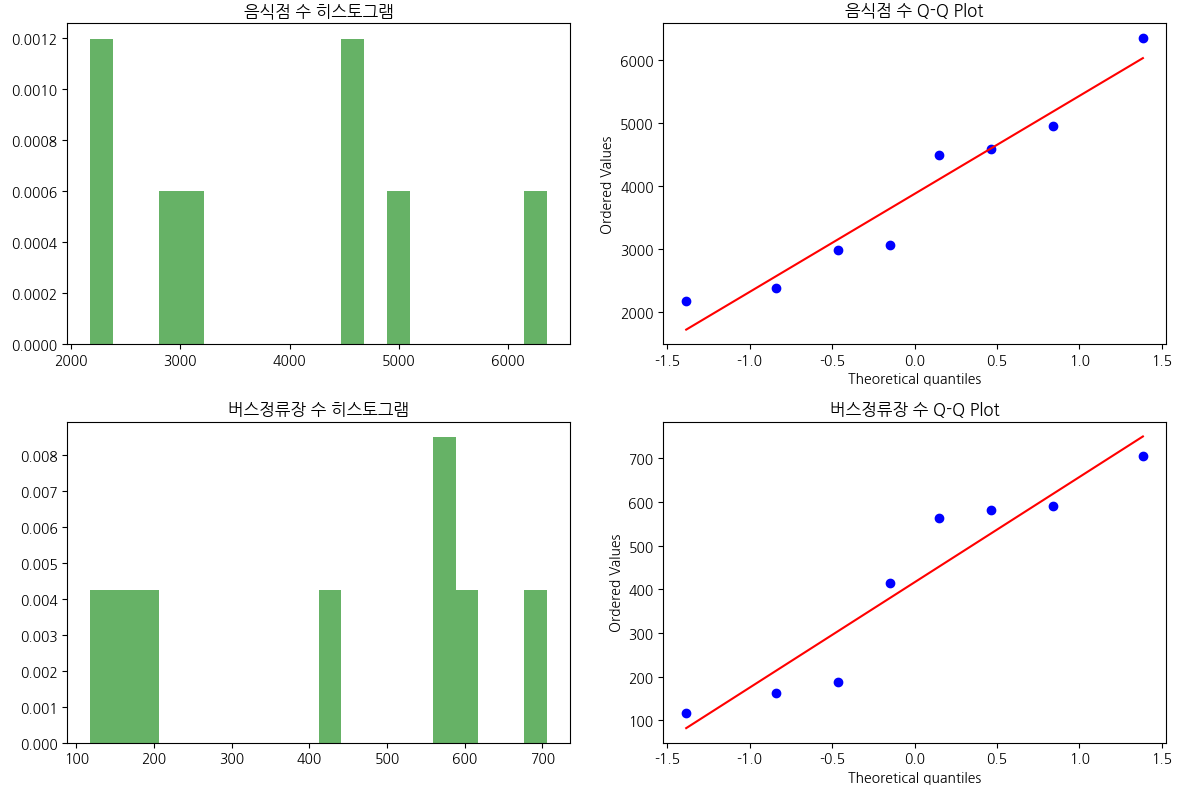 음식점 수 히스토그램
0.0012
0.0010
0.0008
0.0006
0.0004
0.0002
0.0000
2000 3000 4000 5000 6000
음식점 수 Q-Q Plot
Ordered Values
6000
5000
4000
3000
2000
-1.5 -1.0 -0.5 0.0 0.5 1.0 1.5
Theoretical quantiles
버스정류장 수 히스토그램
0.008
0.007
0.006
0.005
0.004
0.003
0.002
0.001
0.000
100 200 300 400 500 600 700
버스정류장 수 Q-Q Plot
Ordered Values
700
600
500
400
300
200
100
-1.5 -1.0 -0.5 0.0 0.5 1.0 1.5
Theoretical quantiles